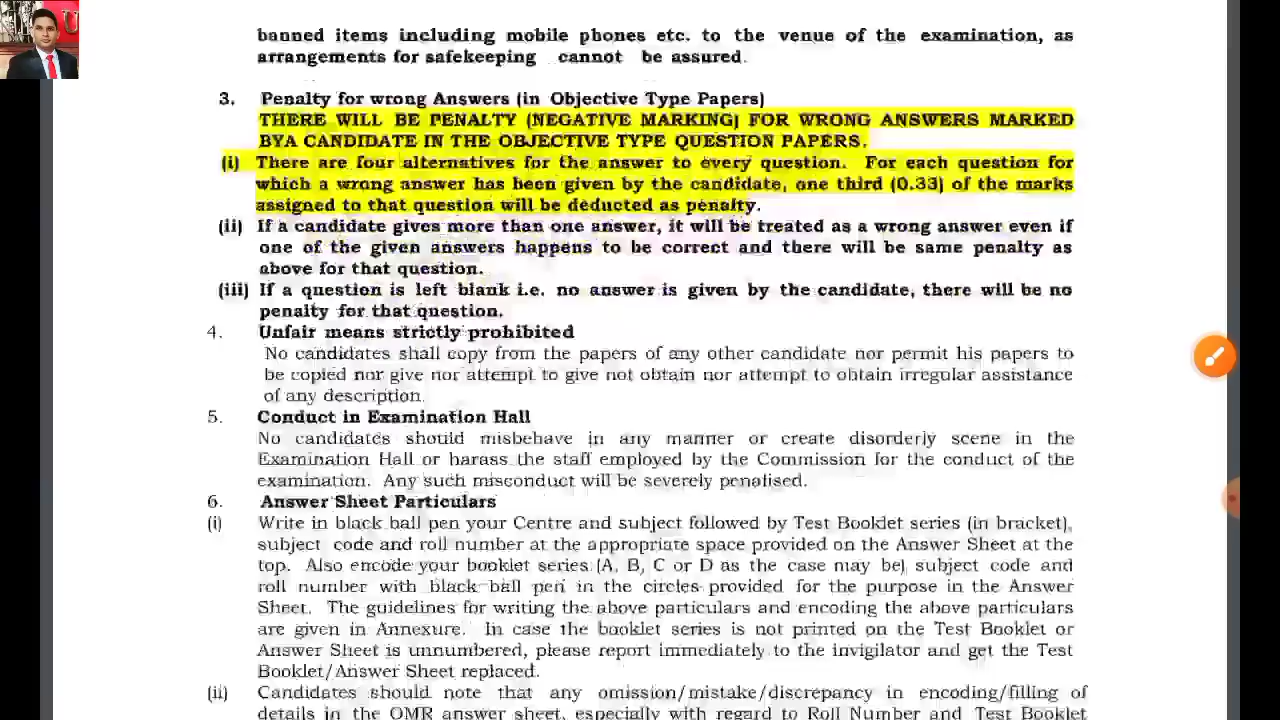 U
banned items including mobile phones etc. to the venue of the examination, as
arrangements for safekeeping cannot be assured.
3. Penalty for wrong Answers (in Objective Type Papers)
THERE WILL BE PENALTY (NEGATIVE MARKING) FOR WRONG ANSWERS MARKED
BYA CANDIDATE IN THE OBJECTIVE TYPE QUESTION PAPERS.
(i) There are four alternatives for the answer to every question. For each question for
which a wrong answer has been given by the candidate, one third (0.33) of the marks
assigned to that question will be deducted as penalty.
(ii) If a candidate gives more than one answer, it will be treated as a wrong answer even if
one of the given answers happens to be correct and there will be same penalty as
above for that question.
(iii) If a question is left blank i.e. no answer is given by the candidate, there will be no
penalty for that question.
4. Unfair means strictly prohibited
No candidates shall copy from the papers of any other candidate nor permit his papers to
be copied nor give nor attempt to give not obtain nor attempt to obtain irregular assistance
of any description.
5. Conduct in Examination Hall
No candidates should misbehave in any manner or create disorderly scene in the
Examination Hall or harass the staff employed by the Commission for the conduct of the
examination. Any such misconduct will be severely penalised.
6. Answer Sheet Particulars
(i) Write in black ball pen your Centre and subject followed by Test Booklet series (in bracket),
subject code and roll number at the appropriate space provided on the Answer Sheet at the
top. Also encode your booklet series (A, B, C or D as the case may be) subject code and
roll number with black ball pen in the circles provided for the purpose in the Answer
Sheet. The guidelines for writing the above particulars and encoding the above particulars
are given in Annexure. In case the booklet series is not printed on the Test Booklet or
Answer Sheet is unnumbered, please report immediately to the invigilator and get the Test
Booklet/Answer Sheet replaced.
(ii) Candidates should note that any omission/mistake/discrepancy in encoding/filling of
details in the OMR answer sheet, especially with regard to Roll Number and Test Booklet